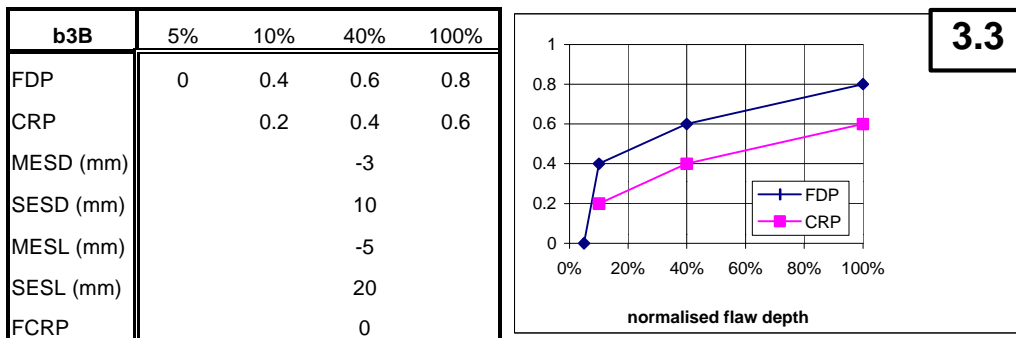 b3B 5% 10% 40% 100%
FDP 0 0.4 0.6 0.8
CRP 0.2 0.4 0.6
MESD (mm) -3
SESD (mm) 10
MESL (mm) -5
SESL (mm) 20
FCRP 0
3.3
1
0.8
0.6
0.4
0.2
0
FDP
CRP
0% 20% 40% 60% 80% 100%
normalised flaw depth